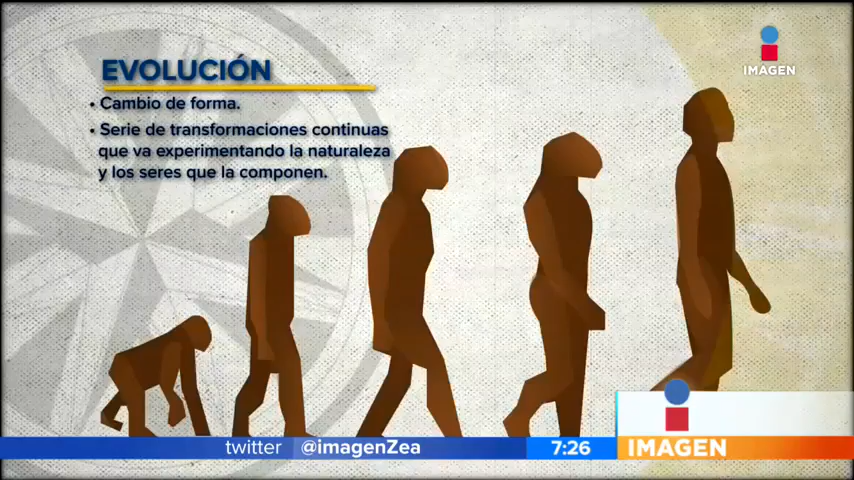 IMAGEN
EVOLUCIÓN
• Cambio de forma.
• Serie de transformaciones continuas
que va experimentando la naturaleza
y los seres que la componen.
twitter @imagenZea 7:26 IMAGEN